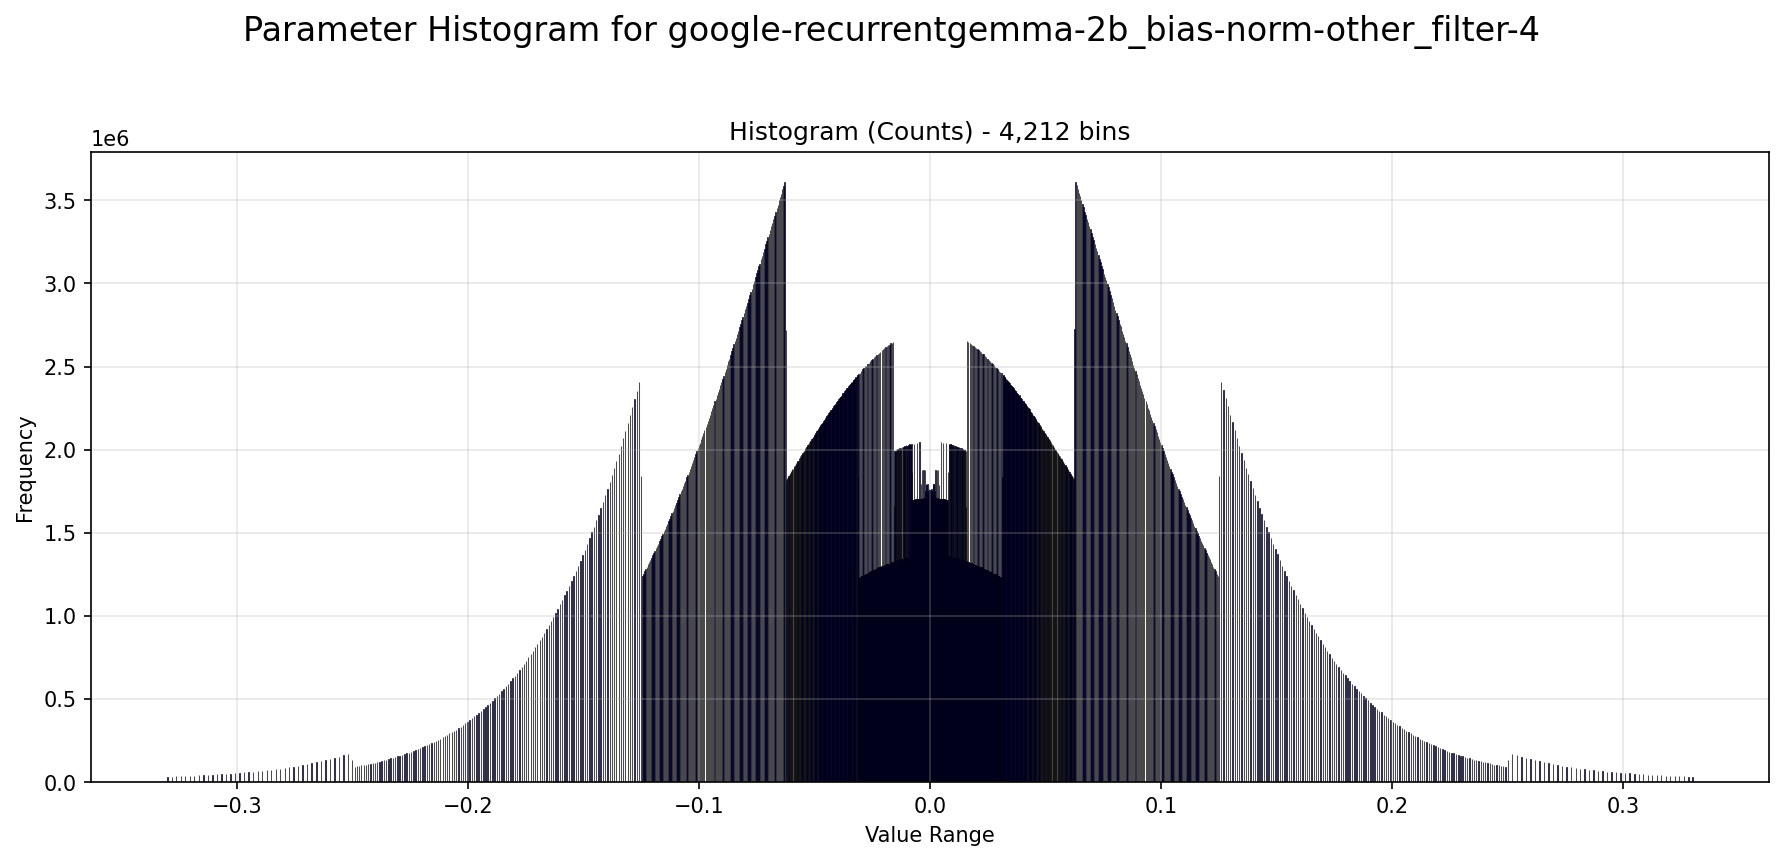 Parameter Histogram for google-recurrentgemma-2b_bias-norm-other_filter-4
Histogram (Counts) - 4,212 bins
1e6
3.5
3.0
2.5
2.0
1.5
1.0
0.5
0.0
Frequency
−0.3 −0.2 −0.1 0.0 0.1 0.2 0.3
Value Range